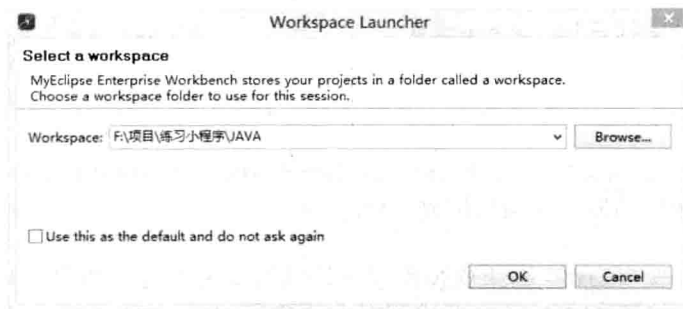 Workspace Launcher
Select a workspace
MyEclipse Enterprise Workbench stores your projects in a folder called a workspace.
Choose a workspace folder to use for this session.
Workspace: F:\项目\练习小程序\JAVA Browse...
Use this as the default and do not ask again
OK Cancel